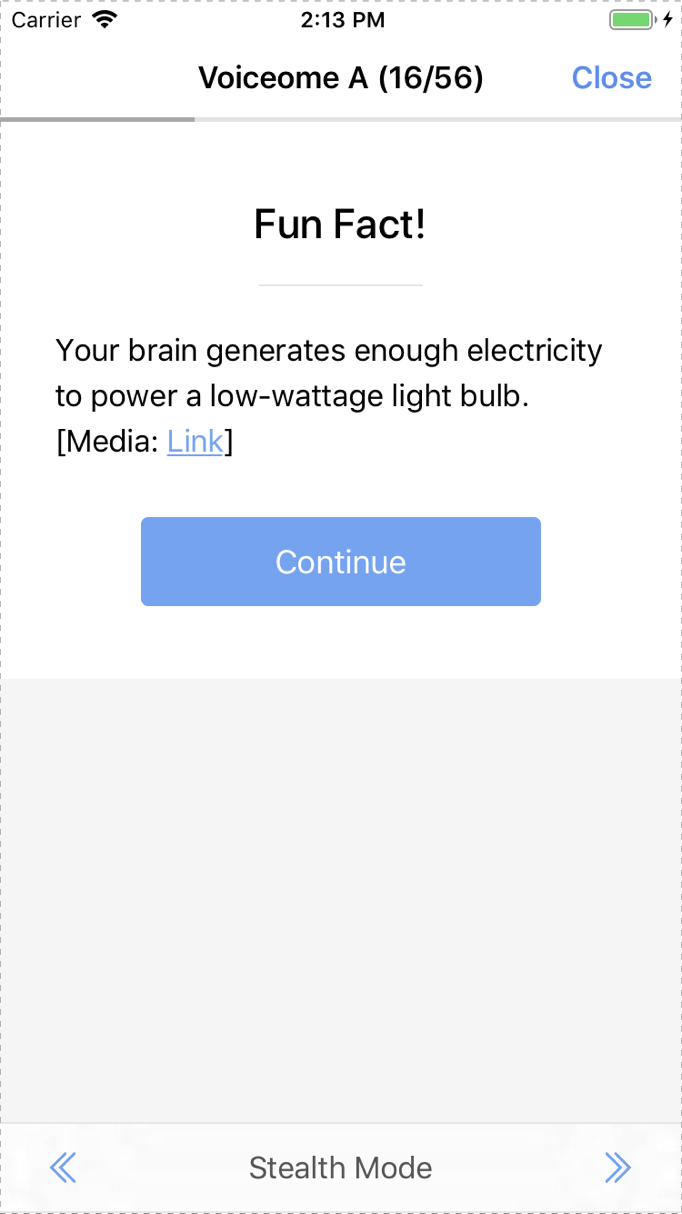 Carrier 2:13 PM
Voiceome A (16/56) Close
Fun Fact!
Your brain generates enough electricity
to power a low-wattage light bulb.
[Media: Link]
Continue
Stealth Mode